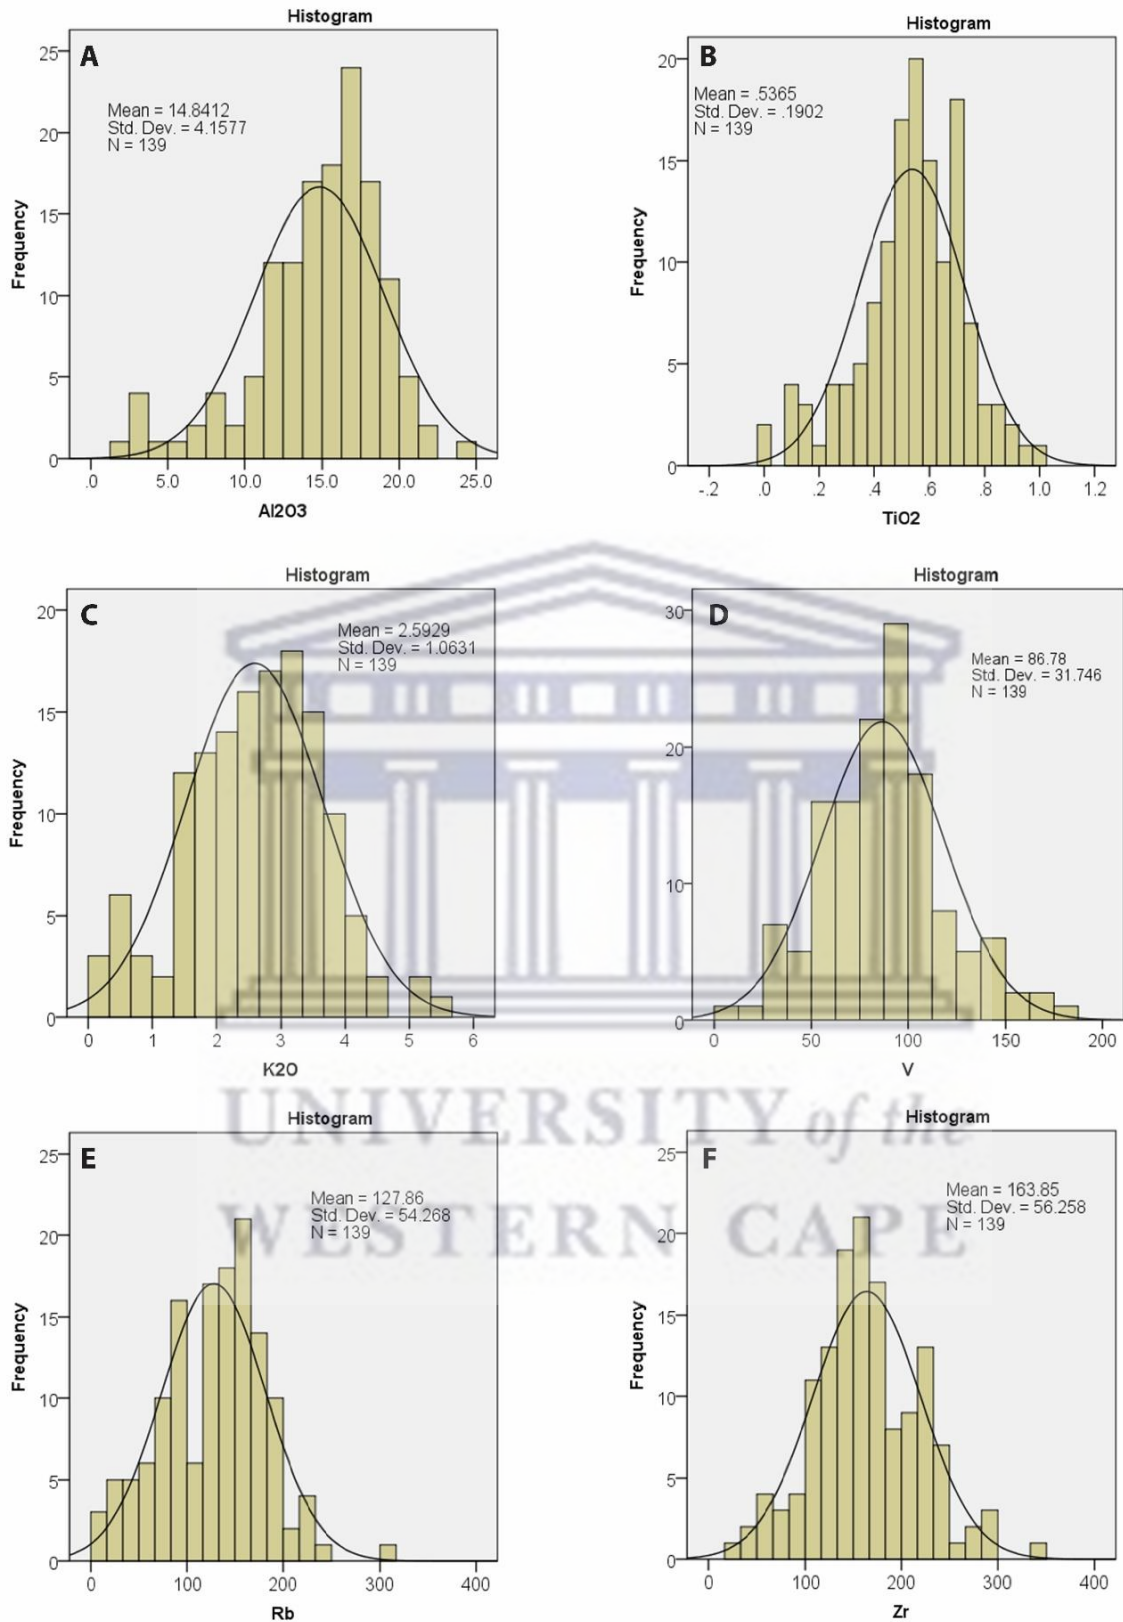 Histogram
A
Mean = 14.8412
Std. Dev. = 4.1577
N = 139
Frequency
25
20
15
10
5
0
.0 5.0 10.0 15.0 20.0 25.0
Al2O3
Histogram
B
Mean = .5365
Std. Dev. = .1902
N = 139
Frequency
20
15
10
5
0
-.2 .0 .2 .4 .6 .8 1.0 1.2
TiO2
Histogram
C
Mean = 2.5929
Std. Dev. = 1.0631
N = 139
Frequency
20
15
10
5
0
0 1 2 3 4 5 6
K2O
Histogram
D
Mean = 86.78
Std. Dev. = 31.746
N = 139
30
20
10
0
0 50 100 150 200
V
UNIVERSITY of the
WESTERN CAPE
Histogram
E
Mean = 127.86
Std. Dev. = 54.268
N = 139
Frequency
25
20
15
10
5
0
0 100 200 300 400
Rb
Histogram
F
Mean = 163.85
Std. Dev. = 56.258
N = 139
Frequency
25
20
15
10
5
0
0 100 200 300 400
Zr